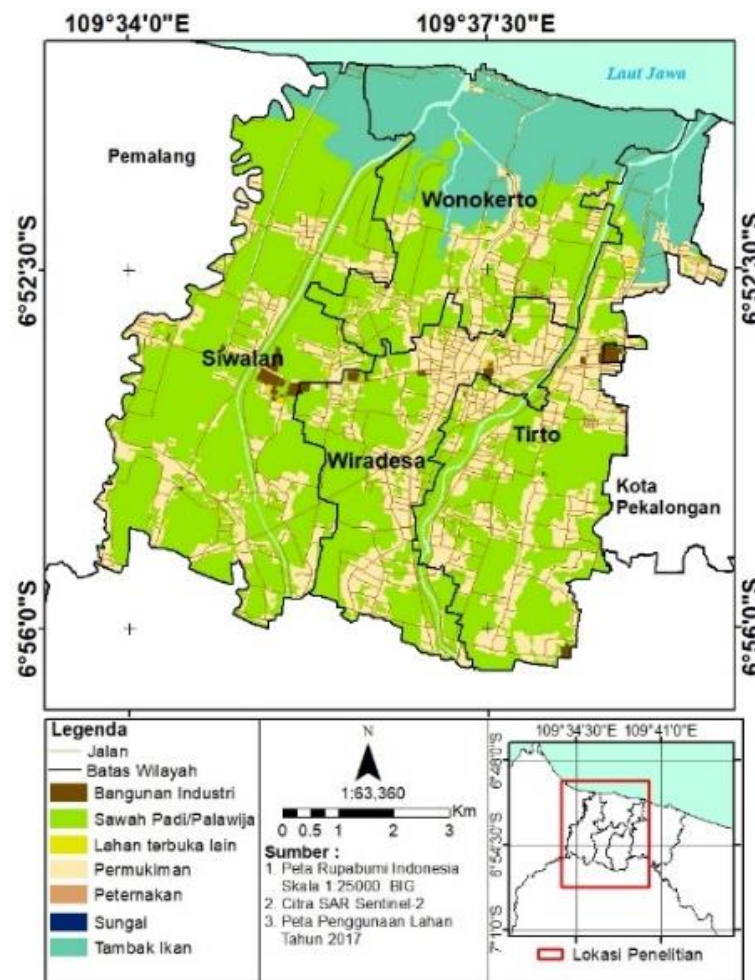 109°34'0"E
109°37'30"E
Laut Jawa
Pemalang
Wonokerto
6°52'30"S
6°52'30"S
Siwalan
Tirto
Wiradesa
Kota
Pekalongan
6°56'0"S
6°56'0"S
Legenda
Jalan
Batas Wilayah
Bangunan Industri
Sawah Padi/Palawija
Lahan terbuka lain
Permukiman
Peternakan
Sungai
Tambak Ikan
N
1:63,360
Km
0 0.5 1 2 3
Sumber :
1. Peta Rupabumi Indonesia
Skala 1:25000 BIG
2. Citra SAR Sentinel-2
3. Peta Penggunaan Lahan
Tahun 2017
109°34'30"E 109°41'0"E
6°48'0"S
6°54'30"S
7°1'0"S
Lokasi Penelitian